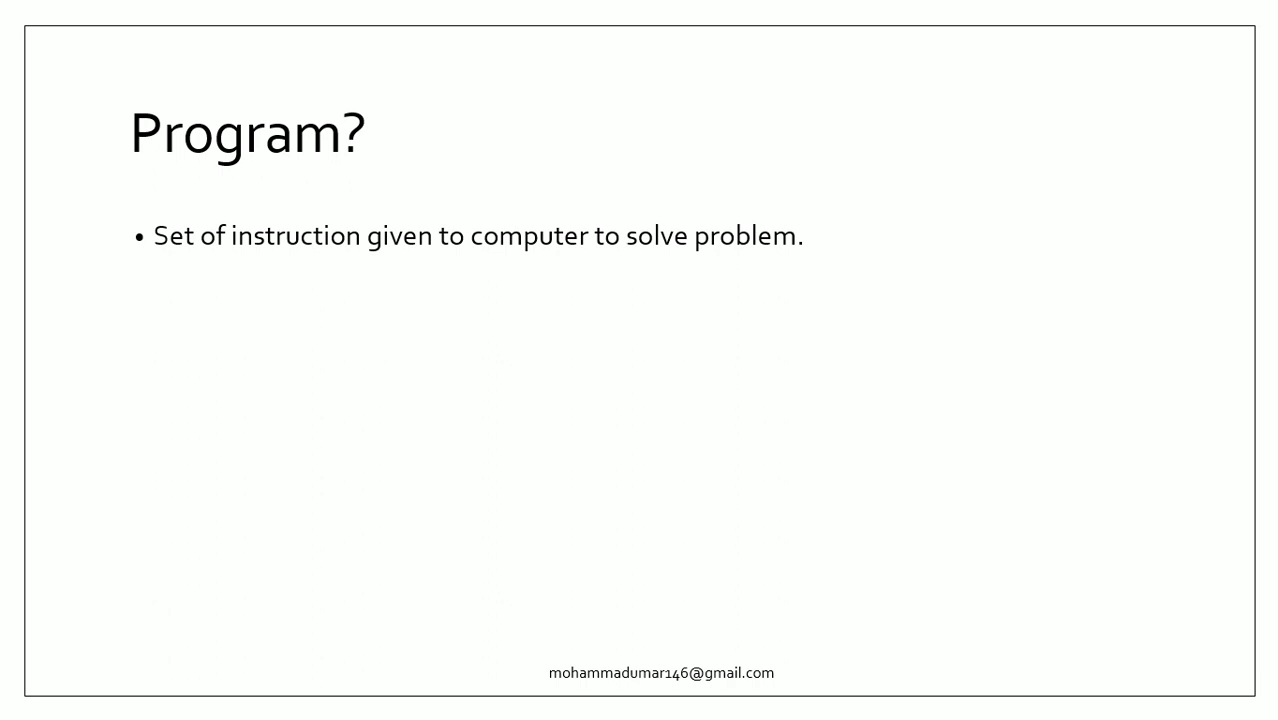 Program?
• Set of instruction given to computer to solve problem.
mohammadumar146@gmail.com